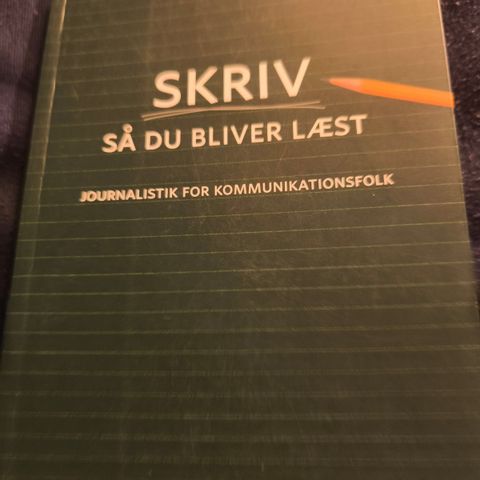 SKRIV
SÅ DU BLIVER LÆST
JOURNALISTIK FOR KOMMUNIKATIONSFOLK